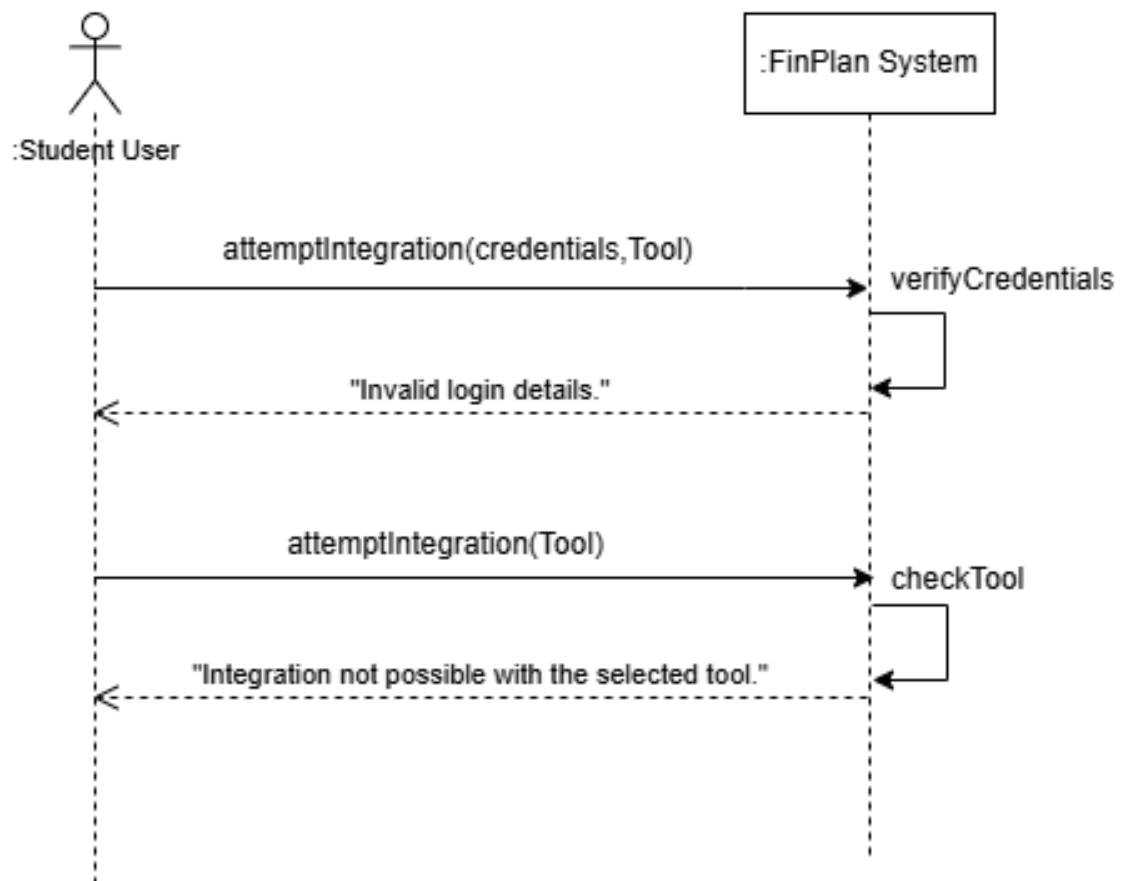 :FinPlan System
:Student User
attemptIntegration(credentials,Tool)
verifyCredentials
"Invalid login details."
attemptIntegration(Tool)
checkTool
"Integration not possible with the selected tool."